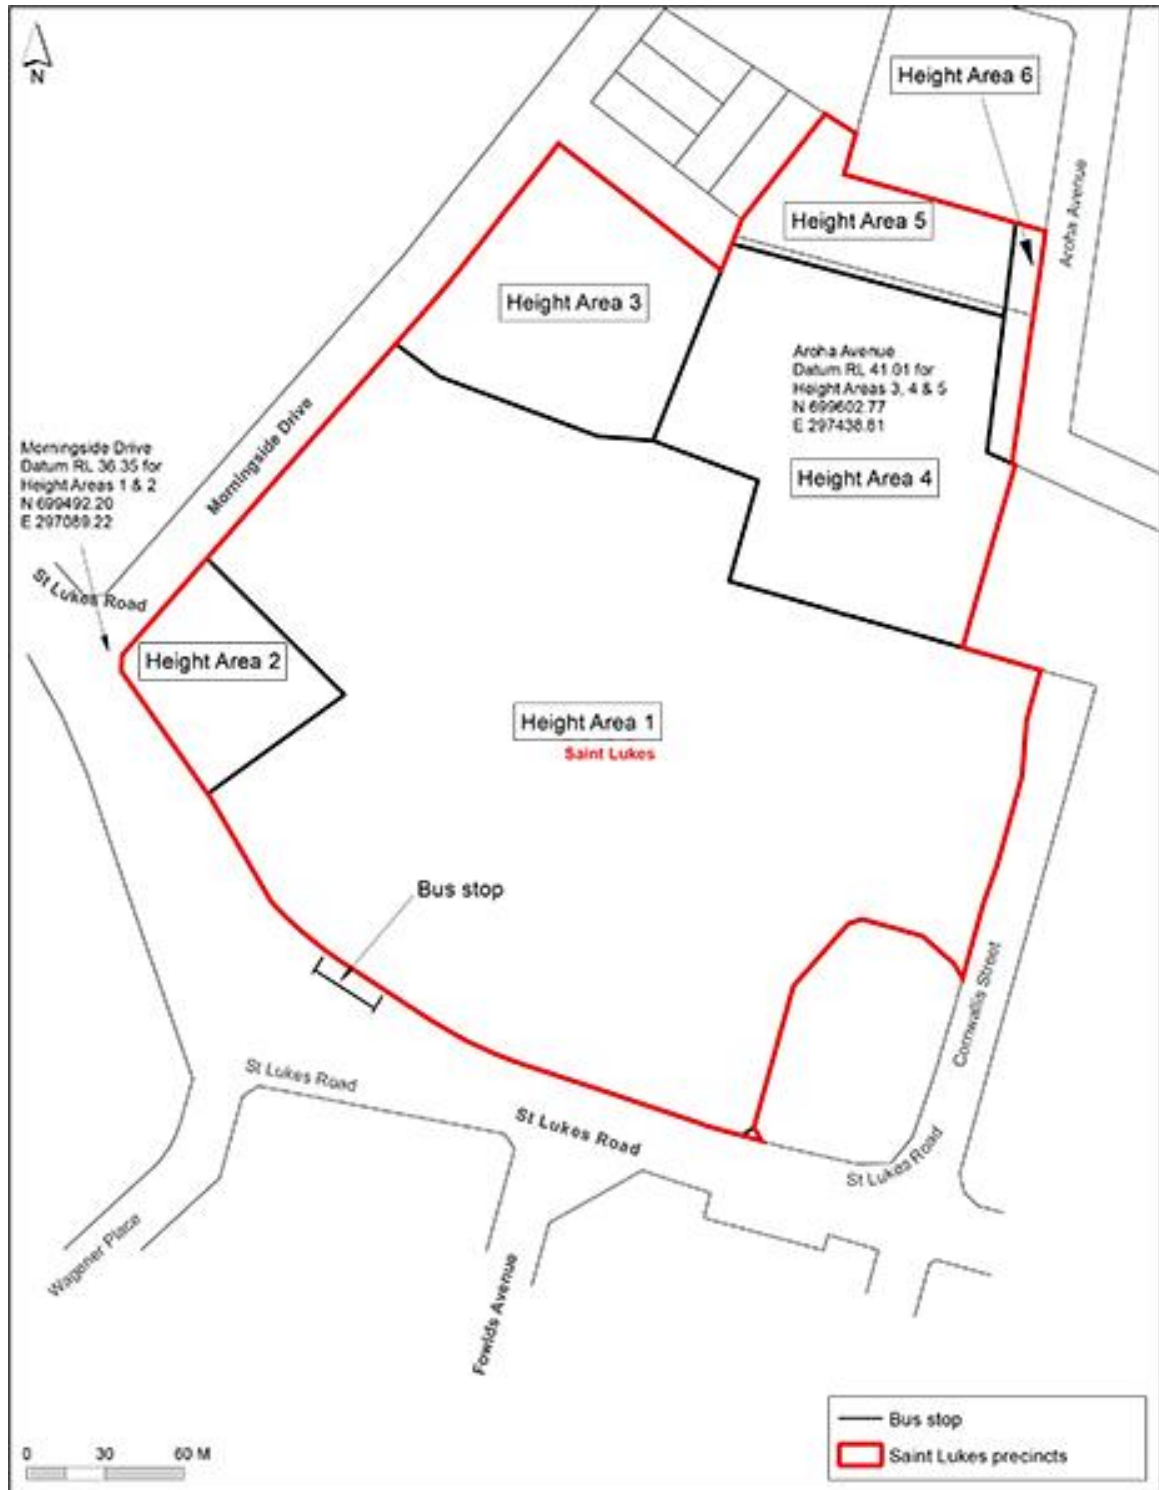 N
Height Area 6
Height Area 5
Aroha Avenue
Height Area 3
Aroha Avenue
Datum RL 41.01 for
Height Areas 3, 4 & 5
N 699602.77
E 297438.81
Morningside Drive
Morningside Drive
Datum RL 36.35 for
Height Areas 1 & 2
N 699492.20
E 297089.22
Height Area 4
St Lukes Road
Height Area 2
Height Area 1
Saint Lukes
Bus stop
Cornwallis Street
St Lukes Road
St Lukes Road
St Lukes Road
Wagener Place
Fowlds Avenue
Bus stop
Saint Lukes precincts
0 30 60 M